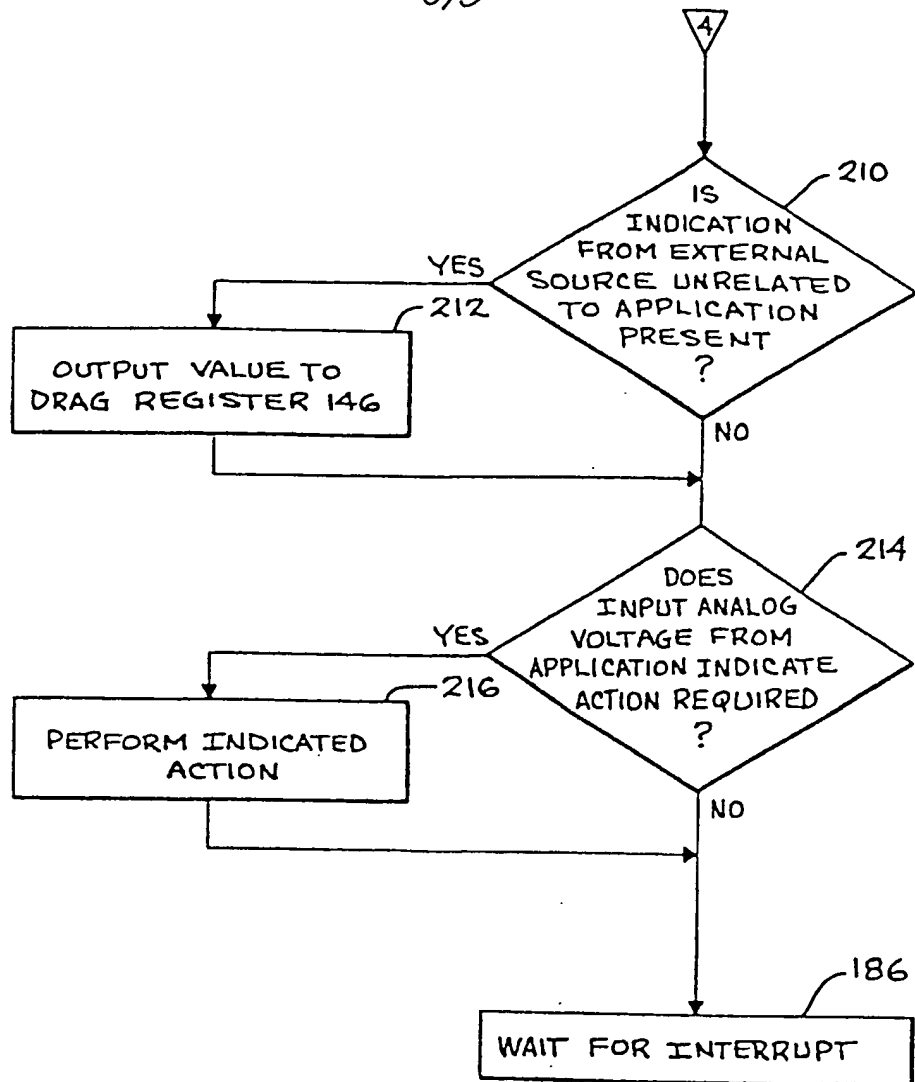 4
210
IS
INDICATION
FROM EXTERNAL
SOURCE UNRELATED
TO APPLICATION
PRESENT
?
YES
212
OUTPUT VALUE TO
DRAG REGISTER 146
NO
214
DOES
INPUT ANALOG
VOLTAGE FROM
APPLICATION INDICATE
ACTION REQUIRED
?
YES
216
PERFORM INDICATED
ACTION
NO
186
WAIT FOR INTERRUPT